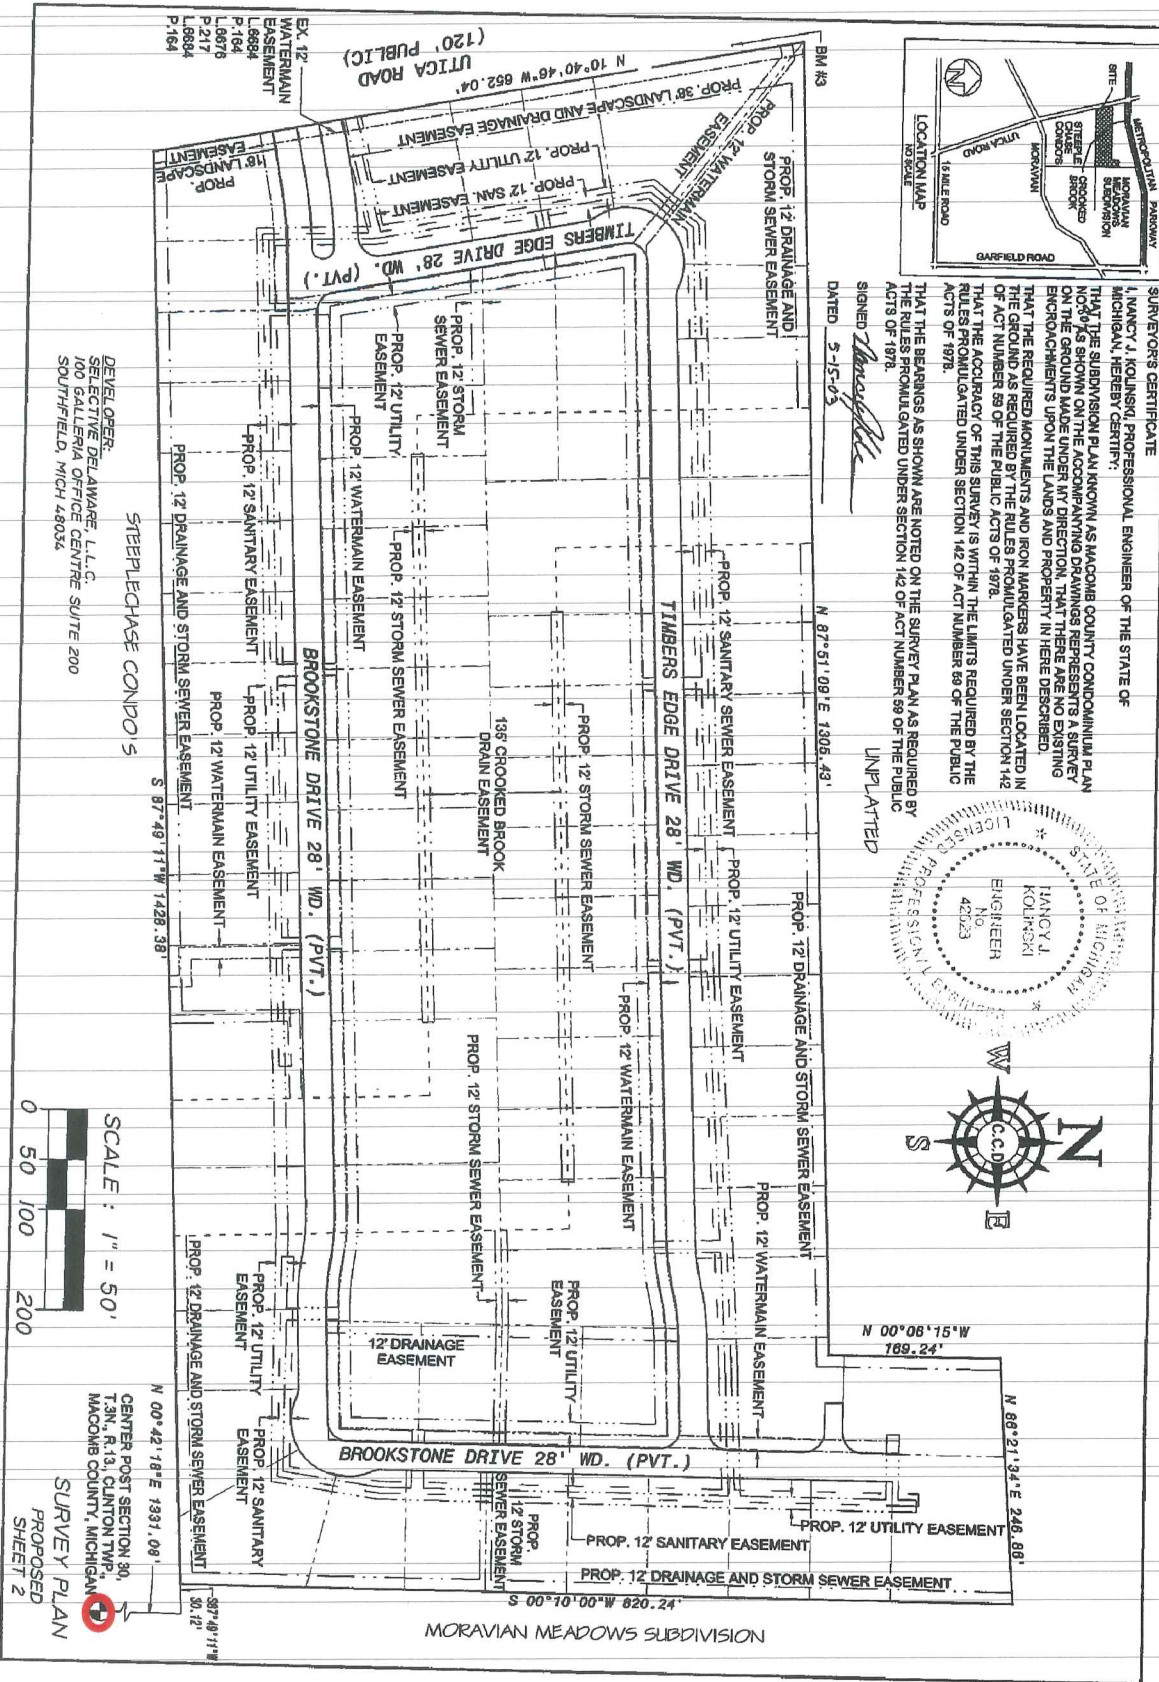 SURVEYOR'S CERTIFICATE
I, NANCY J. KOLINSKI, PROFESSIONAL ENGINEER OF THE STATE OF
MICHIGAN, HEREBY CERTIFY:
THAT THE SUBDIVISION PLAN KNOWN AS MACOMB COUNTY CONDOMINIUM PLAN
AS SHOWN ON THE ACCOMPANYING DRAWINGS REPRESENTS A SURVEY
ON THE GROUND MADE UNDER MY DIRECTION, THAT THERE ARE NO EXISTING
ENCROACHMENTS UPON THE LANDS AND PROPERTY IN HERE DESCRIBED.
THAT THE REQUIRED MONUMENTS AND IRON MARKERS HAVE BEEN LOCATED IN
THE GROUND AS REQUIRED BY THE RULES PROMULGATED UNDER SECTION 142
OF ACT NUMBER 59 OF THE PUBLIC ACTS OF 1978.
THAT THE ACCURACY OF THIS SURVEY IS WITHIN THE LIMITS REQUIRED BY THE
RULES PROMULGATED UNDER SECTION 142 OF ACT NUMBER 59 OF THE PUBLIC
ACTS OF 1978.
THAT THE BEARINGS AS SHOWN ARE NOTED ON THE SURVEY PLAN AS REQUIRED BY
THE RULES PROMULGATED UNDER SECTION 142 OF ACT NUMBER 59 OF THE PUBLIC
ACTS OF 1978.
SIGNED
DATED 5-15-03
METROPOLITAN PARKWAY
SITE
MORAVIAN
MEADOWS
SUBDIVISION
CROOKED
BROOK
STEEPLE
CHASE
CONDO'S
MORAVIAN
UTICA ROAD
GARFIELD ROAD
15 MILE ROAD
N
LOCATION MAP
NO SCALE
STATE OF MICHIGAN
NANCY J.
KOLINSKI
ENGINEER
No.
42523
LICENSED PROFESSIONAL ENGINEER
N
W
E
S
C.C.D.
BM #3
UTICA ROAD
(120' PUBLIC)
N 10°40'46"W 652.04'
EX. 12'
WATERMAIN
EASEMENT
L.8684
P.164
L.8676
P.217
L.8684
P.164
PROP. 38' LANDSCAPE AND DRAINAGE EASEMENT
PROP. 12' UTILITY EASEMENT
PROP. 12' SAN. EASEMENT
PROP.
18' LANDSCAPE
EASEMENT
PROP. 12' WATERMAIN
EASEMENT
PROP. 12' DRAINAGE AND
STORM SEWER EASEMENT
TIMBERS EDGE DRIVE 28' WD. (PVT.)
N 87°51'09"E 1305.43'
UNPLATTED
PROP. 12' DRAINAGE AND STORM SEWER EASEMENT
PROP. 12' SANITARY SEWER EASEMENT
PROP. 12' UTILITY EASEMENT
PROP. 12' WATERMAIN EASEMENT
TIMBERS EDGE DRIVE 28' WD. (PVT.)
PROP. 12' WATERMAIN EASEMENT
PROP. 12' STORM SEWER EASEMENT
PROP. 12' UTILITY
EASEMENT
135' CROOKED BROOK
DRAIN EASEMENT
PROP. 12' STORM SEWER EASEMENT
PROP. 12' STORM
SEWER EASEMENT
PROP. 12' UTILITY
EASEMENT
PROP. 12' STORM SEWER EASEMENT
12' DRAINAGE
EASEMENT
PROP. 12' WATERMAIN EASEMENT
BROOKSTONE DRIVE 28' WD. (PVT.)
PROP. 12' SANITARY EASEMENT
PROP. 12' UTILITY EASEMENT
PROP. 12' WATERMAIN EASEMENT
PROP. 12' UTILITY
EASEMENT
PROP. 12' SANITARY
EASEMENT
PROP. 12' DRAINAGE AND STORM SEWER EASEMENT
PROP. 12' DRAINAGE AND STORM SEWER EASEMENT
S 87°49'11"W 1428.38'
STEEPLECHASE CONDO'S
N 00°06'15"W
169.24'
N 86°21'34"E 246.86'
BROOKSTONE DRIVE 28' WD. (PVT.)
PROP.
12' STORM
SEWER EASEMENT
PROP. 12' UTILITY EASEMENT
PROP. 12' SANITARY EASEMENT
PROP. 12' DRAINAGE AND STORM SEWER EASEMENT
S 00°10'00"W 820.24'
MORAVIAN MEADOWS SUBDIVISION
S87°49'11"W
30.12'
N 00°42'18"E 1331.08'
CENTER POST SECTION 30,
T.3N., R.13., CLINTON TWP.,
MACOMB COUNTY, MICHIGAN
DEVELOPER:
SELECTIVE DELAWARE, L.L.C.
100 GALLERIA OFFICE CENTRE SUITE 200
SOUTHFIELD, MICH 48034
SCALE: 1" = 50'
0 50 100 200
SURVEY PLAN
PROPOSED
SHEET 2